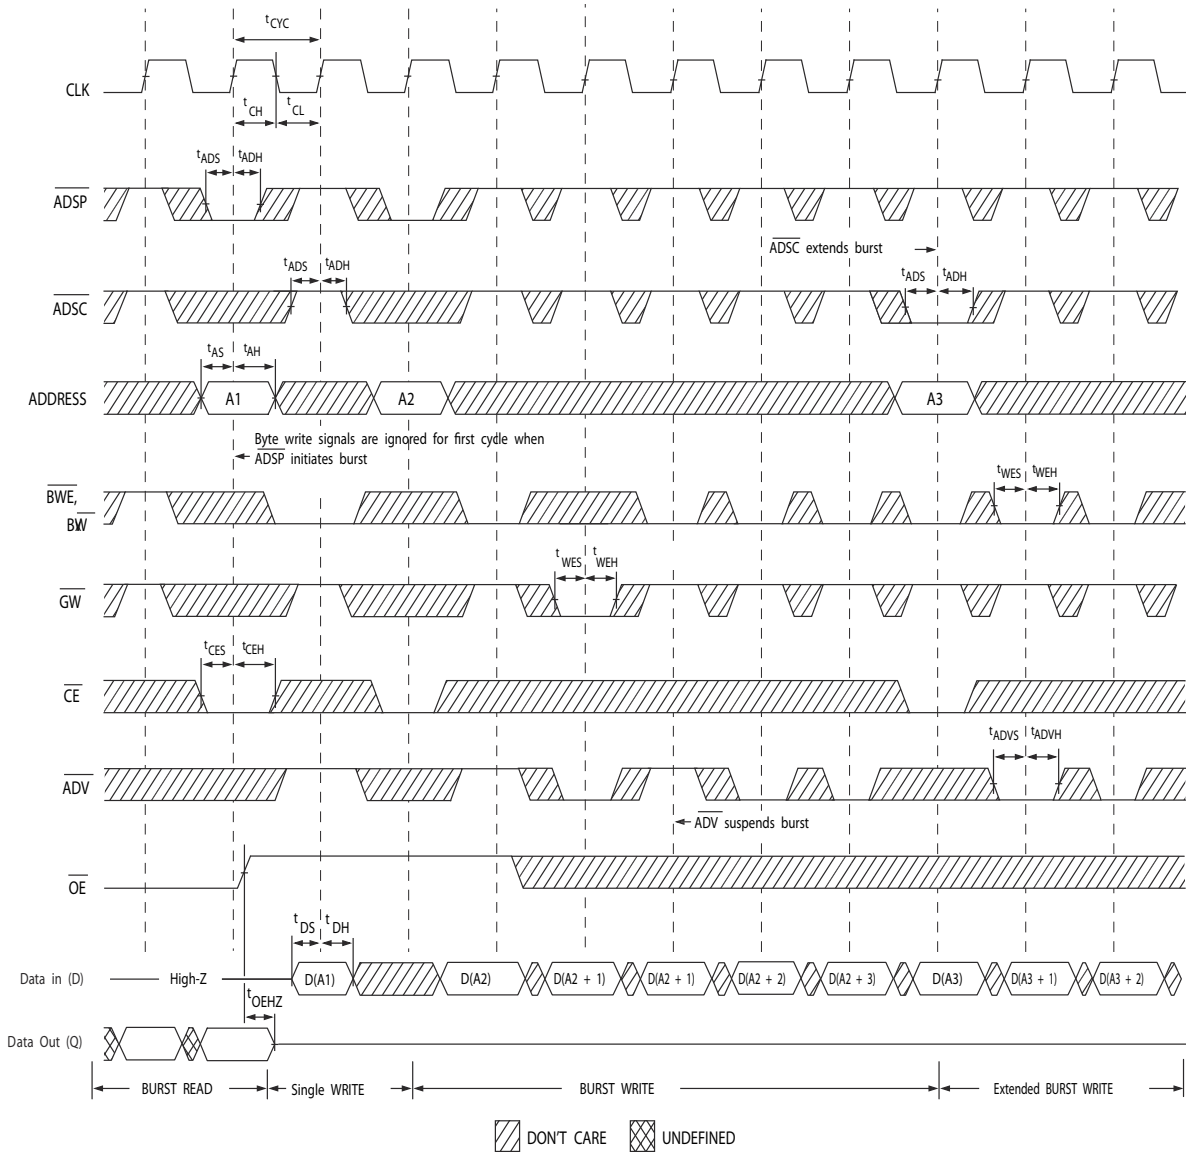 tCYC
CLK
tCH
tCL
tADS
tADH
ADSP
ADSC extends burst
tADS
tADH
tADS
tADH
ADSC
tAS
tAH
ADDRESS
A1
A2
A3
Byte write signals are ignored for first cycle when
ADSP initiates burst
tWES
tWEH
BWE,
BWX
tWES
tWEH
GW
tCES
tCEH
CE
tADVS
tADVH
ADV
ADV suspends burst
OE
tDS
tDH
Data in (D)
High-Z
D(A1)
D(A2)
D(A2 + 1)
D(A2 + 1)
D(A2 + 2)
D(A2 + 3)
D(A3)
D(A3 + 1)
D(A3 + 2)
tOEHZ
Data Out (Q)
BURST READ
Single WRITE
BURST WRITE
Extended BURST WRITE
DON'T CARE
UNDEFINED